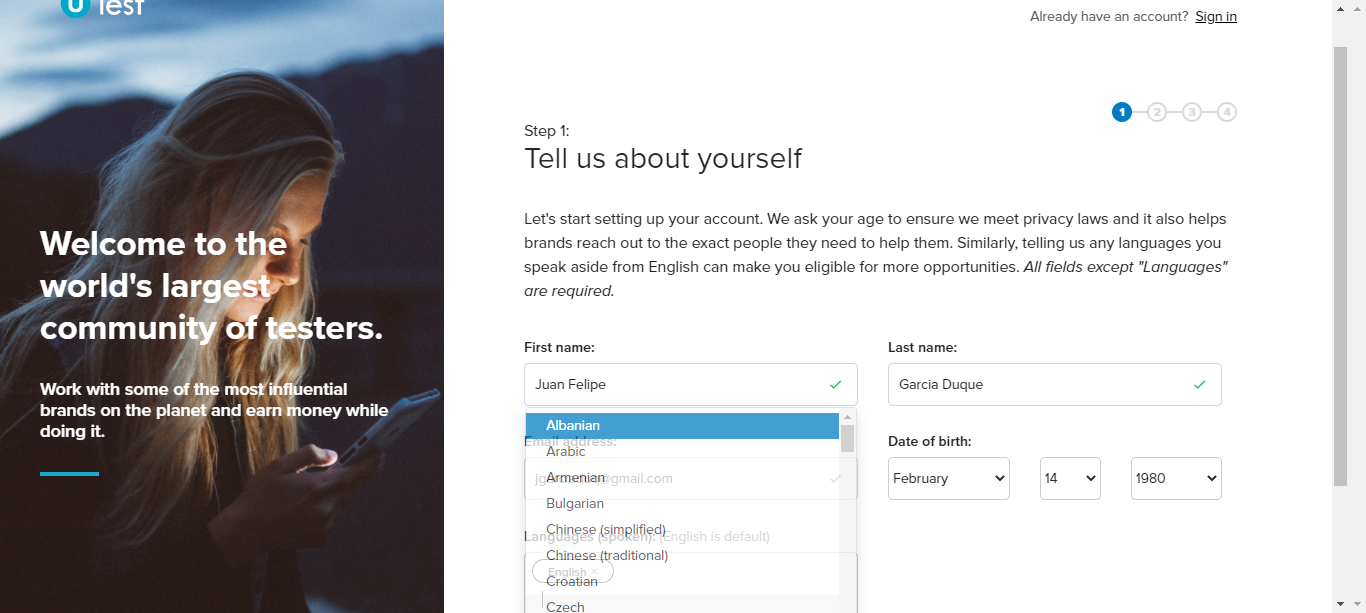 Test
Already have an account? Sign in
1 2 3 4
Step 1:
Tell us about yourself
Let's start setting up your account. We ask your age to ensure we meet privacy laws and it also helps
brands reach out to the exact people they need to help them. Similarly, telling us any languages you
speak aside from English can make you eligible for more opportunities. All fields except "Languages"
are required.
Welcome to the
world's largest
community of testers.
Work with some of the most influential
brands on the planet and earn money while
doing it.
First name:
Last name:
Juan Felipe
Garcia Duque
Albanian
Email address:
Date of birth:
Arabic
Armenian
@gmail.com
February 14 1980
Bulgarian
Chinese (simplified)
Languages (spoken): (English is default)
Chinese (traditional)
English ×
Croatian
Czech